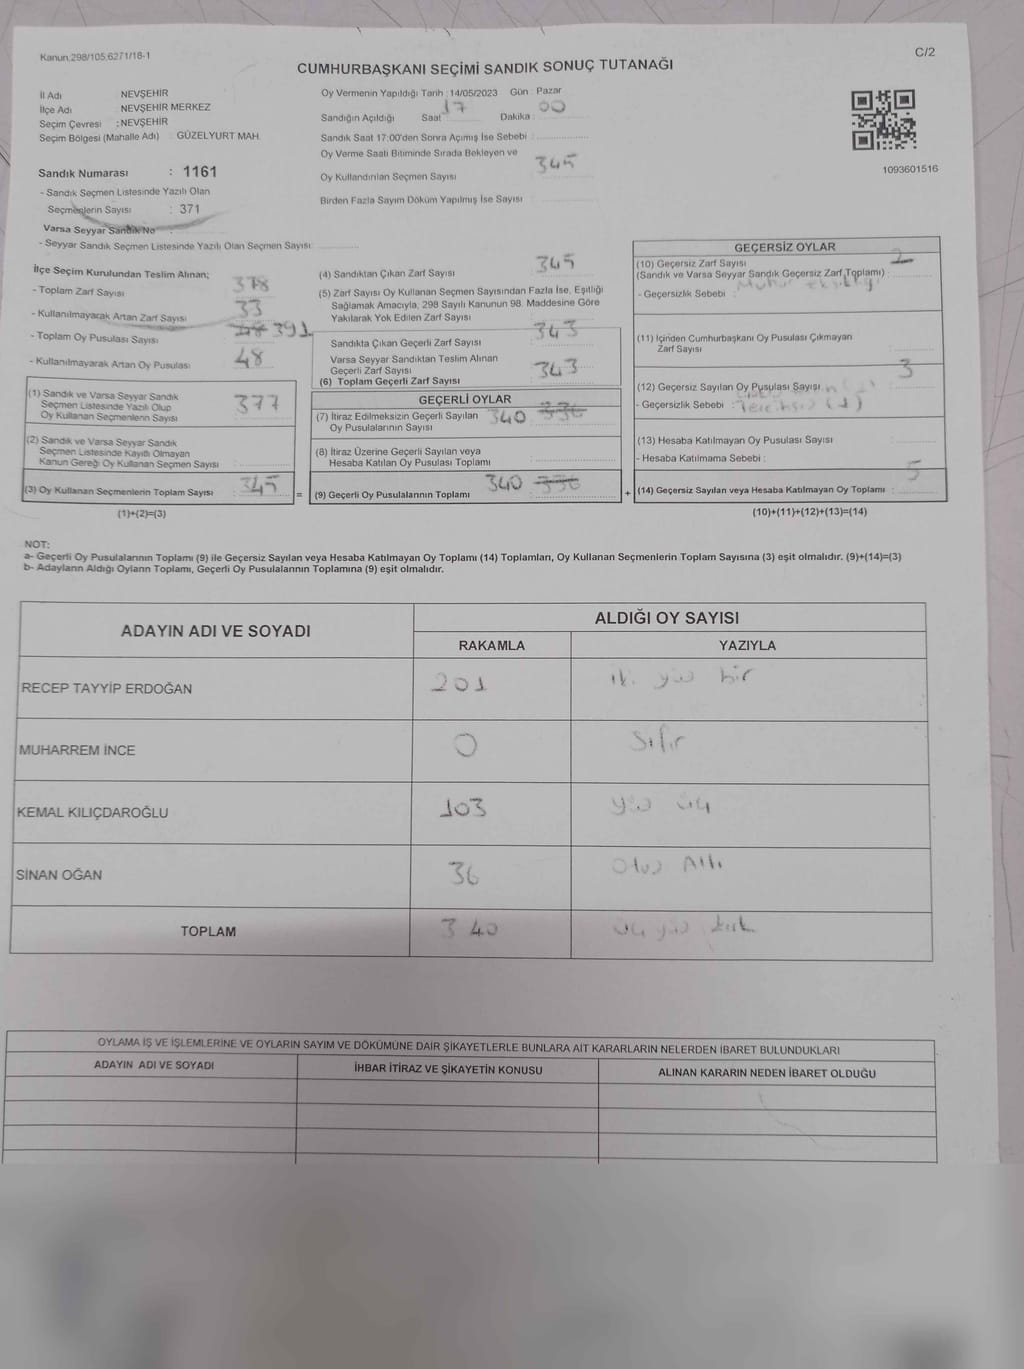 Kanun,298/105,6271/18-1
C/2
CUMHURBAŞKANI SEÇİMİ SANDIK SONUÇ TUTANAĞI
İl Adı NEVŞEHİR
İlçe Adı NEVŞEHİR MERKEZ
Seçim Çevresi :NEVŞEHİR
Seçim Bölgesi (Mahalle Adı) : GÜZELYURT MAH.
Oy Vermenin Yapıldığı Tarih :14/05/2023 Gün : Pazar
Sandığın Açıldığı Saat 17 Dakika : 00
Sandık Saat 17:00'den Sonra Açımış İse Sebebi :
Oy Verme Saati Bitiminde Sırada Bekleyen ve
Oy Kullandırılan Seçmen Sayısı 345
Birden Fazla Sayım Döküm Yapılmış İse Sayısı
1093601516
Sandık Numarası : 1161
- Sandık Seçmen Listesinde Yazılı Olan
Seçmenlerin Sayısı : 371
Varsa Seyyar Sandık No
- Seyyar Sandık Seçmen Listesinde Yazılı Olan Seçmen Sayısı:
İlçe Seçim Kurulundan Teslim Alınan;
- Toplam Zarf Sayısı 378
- Kullanılmayarak Artan Zarf Sayısı 33
- Toplam Oy Pusulası Sayısı 391
- Kullanılmayarak Artan Oy Pusulası 48
(1) Sandık ve Varsa Seyyar Sandık
Seçmen Listesinde Yazılı Olup
Oy Kullanan Seçmenlerin Sayısı 377
(2) Sandık ve Varsa Seyyar Sandık
Seçmen Listesinde Kayıtlı Olmayan
Kanun Gereği Oy Kullanan Seçmen Sayısı
(3) Oy Kullanan Seçmenlerin Toplam Sayısı : 345 =
(1)+(2)=(3)
(4) Sandıktan Çıkan Zarf Sayısı 345
(5) Zarf Sayısı Oy Kullanan Seçmen Sayısından Fazla İse, Eşitliği
Sağlamak Amacıyla, 298 Sayılı Kanunun 98. Maddesine Göre
Yakılarak Yok Edilen Zarf Sayısı
Sandıkta Çıkan Geçerli Zarf Sayısı 343
Varsa Seyyar Sandıktan Teslim Alınan
Geçerli Zarf Sayısı
(6) Toplam Geçerli Zarf Sayısı 343
GEÇERLİ OYLAR
(7) İtiraz Edilmeksizin Geçerli Sayılan
Oy Pusulalarının Sayısı 340 336
(8) İtiraz Üzerine Geçerli Sayılan veya
Hesaba Katılan Oy Pusulası Toplamı
(9) Geçerli Oy Pusulalarının Toplamı 340 336 +
GEÇERSİZ OYLAR
(10) Geçersiz Zarf Sayısı
(Sandık ve Varsa Seyyar Sandık Geçersiz Zarf Toplamı) : 2
- Geçersizlik Sebebi : Mühür Eksikliği
(11) İçinden Cumhurbaşkanı Oy Pusulası Çıkmayan
Zarf Sayısı
(12) Geçersiz Sayılan Oy Pusulası Sayısı 3
- Geçersizlik Sebebi : Tercihsiz (1)
(13) Hesaba Katılmayan Oy Pusulası Sayısı
- Hesaba Katılmama Sebebi :
(14) Geçersiz Sayılan veya Hesaba Katılmayan Oy Toplamı : 5
(10)+(11)+(12)+(13)=(14)
NOT:
a- Geçerli Oy Pusulalarının Toplamı (9) ile Geçersiz Sayılan veya Hesaba Katılmayan Oy Toplamı (14) Toplamları, Oy Kullanan Seçmenlerin Toplam Sayısına (3) eşit olmalıdır. (9)+(14)=(3)
b- Adayların Aldığı Oyların Toplamı, Geçerli Oy Pusulalarının Toplamına (9) eşit olmalıdır.
ADAYIN ADI VE SOYADI ALDIĞI OY SAYISI
RAKAMLA YAZIYLA
RECEP TAYYİP ERDOĞAN 201 iki yüz bir
MUHARREM İNCE 0 Sıfır
KEMAL KILIÇDAROĞLU 103 yüz üç
SİNAN OĞAN 36 Otuz Altı
TOPLAM 340 üç yüz kırk
OYLAMA İŞ VE İŞLEMLERİNE VE OYLARIN SAYIM VE DÖKÜMÜNE DAİR ŞİKAYETLERLE BUNLARA AİT KARARLARIN NELERDEN İBARET BULUNDUKLARI
ADAYIN ADI VE SOYADI İHBAR İTİRAZ VE ŞİKAYETİN KONUSU ALINAN KARARIN NEDEN İBARET OLDUĞU